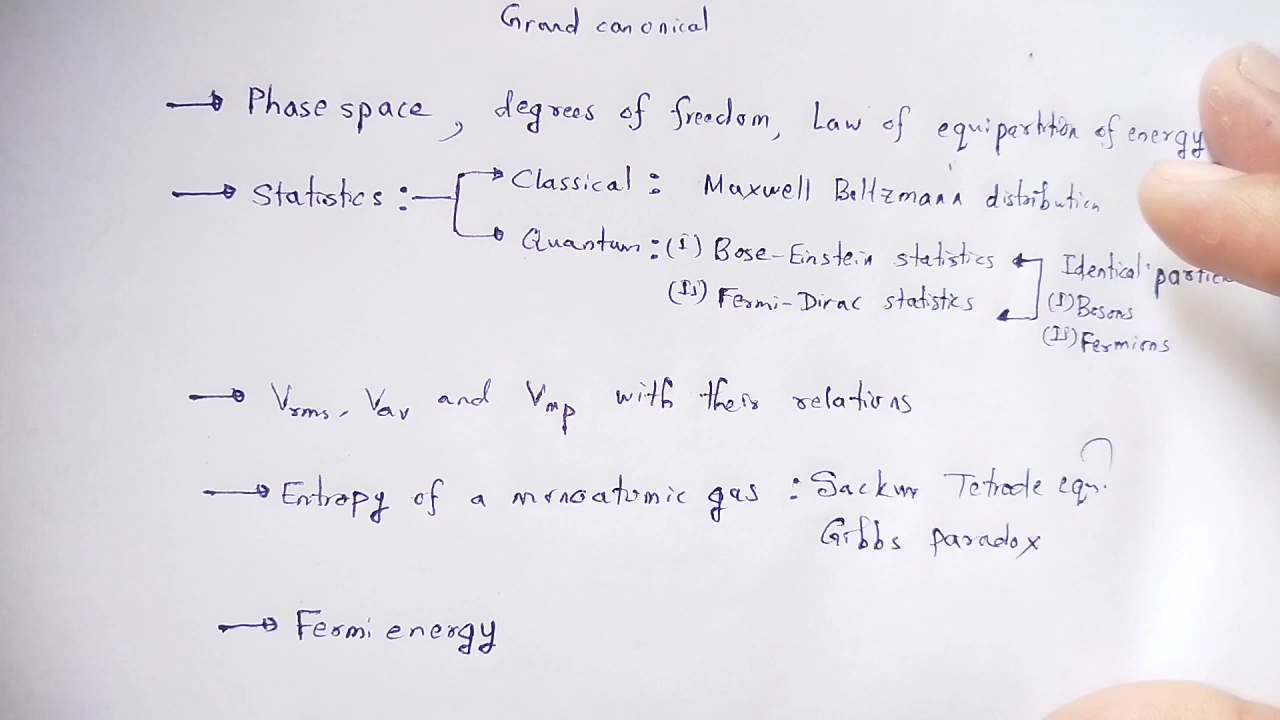 Grand canonical
Phase space, degrees of freedom, Law of equipartition of energy
Statistics :
Classical : Maxwell Boltzmann distribution
Quantum : (I) Bose-Einstein statistics
(II) Fermi-Dirac statistics
Identical
(I) Bosons
(II) Fermions
Vrms, Vav and Vmp with their relations
Entropy of a monoatomic gas : Sackur Tetrode eqn.
Gibbs paradox
Fermi energy